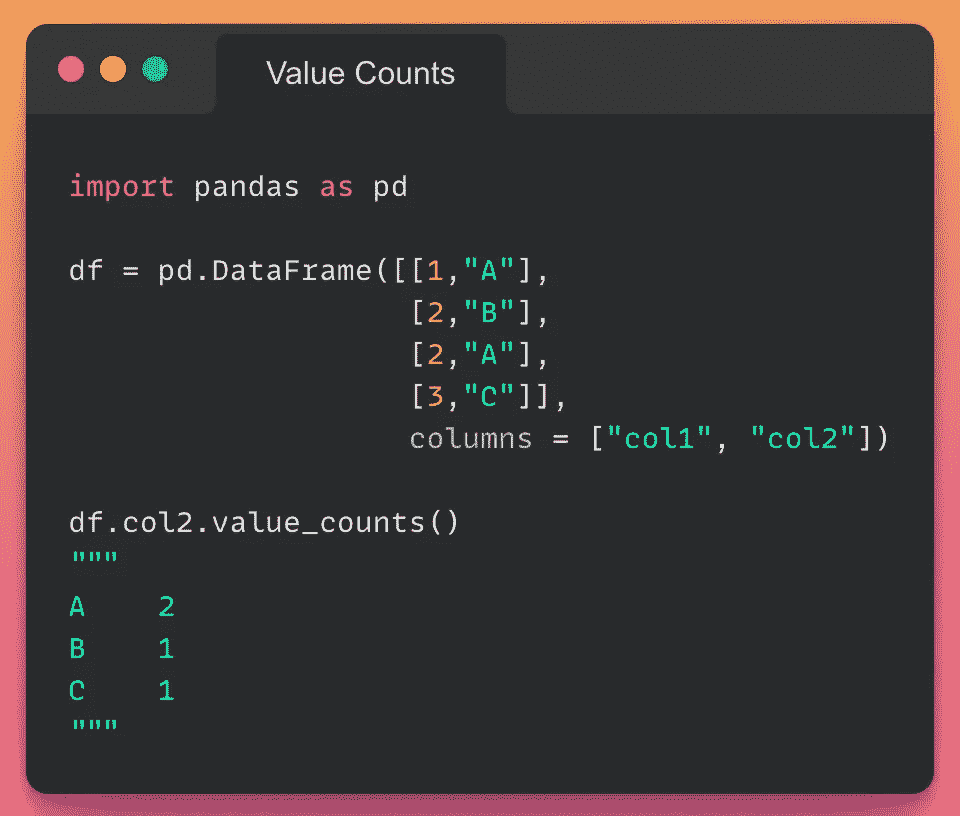 Value Counts
import pandas as pd
df = pd.DataFrame([[1,"A"],
[2,"B"],
[2,"A"],
[3,"C"]],
columns = ["col1", "col2"])
df.col2.value_counts()
"""
A    2
B    1
C    1
"""